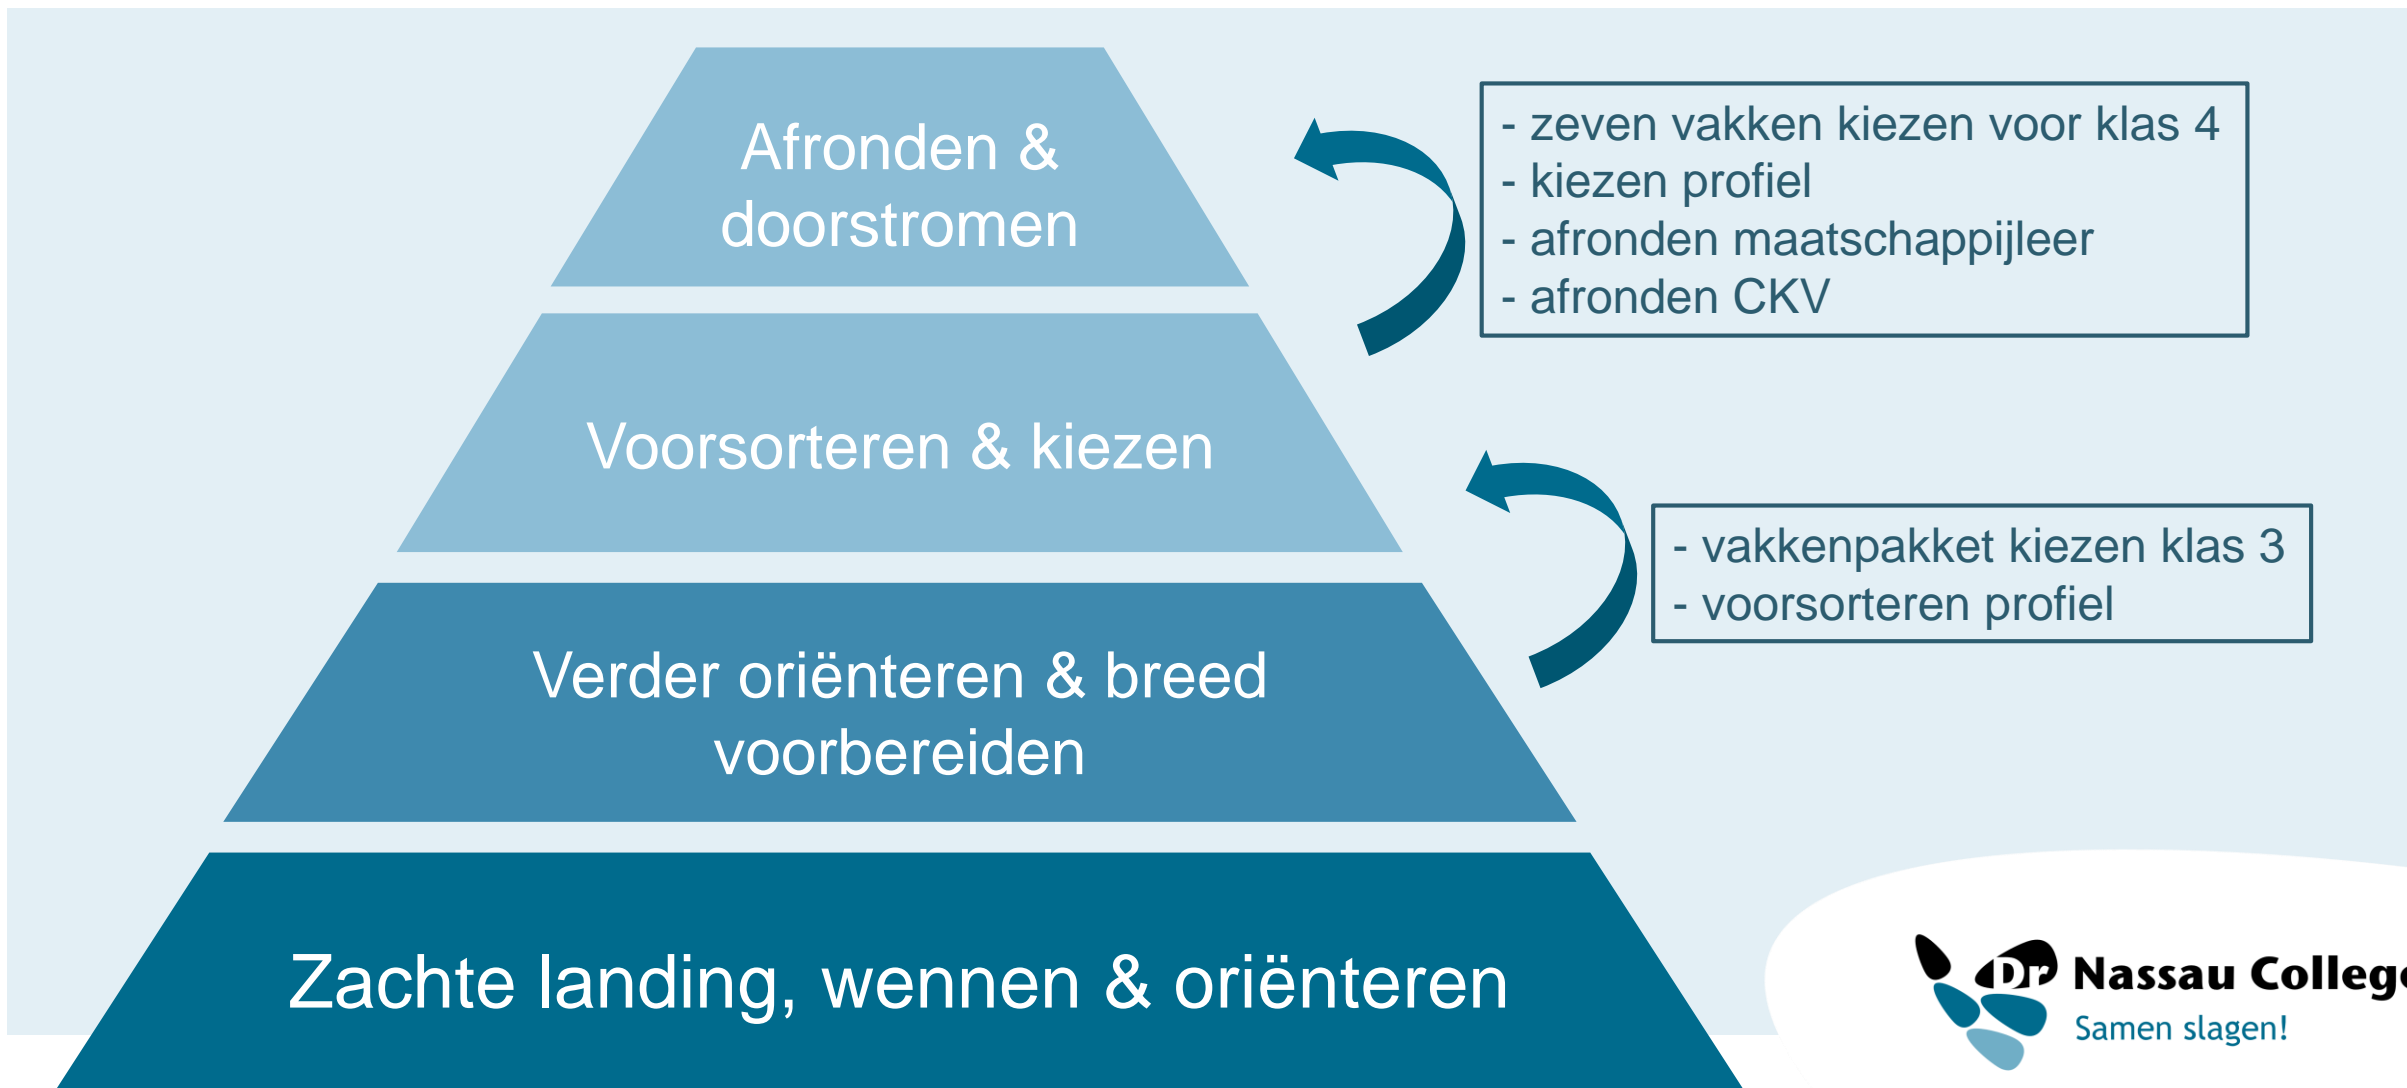 Afronden &
doorstromen
- zeven vakken kiezen voor klas 4
- kiezen profiel
- afronden maatschappijleer
- afronden CKV
Voorsorteren & kiezen
- vakkenpakket kiezen klas 3
- voorsorteren profiel
Verder oriënteren & breed
voorbereiden
Zachte landing, wennen & oriënteren
Dr Nassau College
Samen slagen!